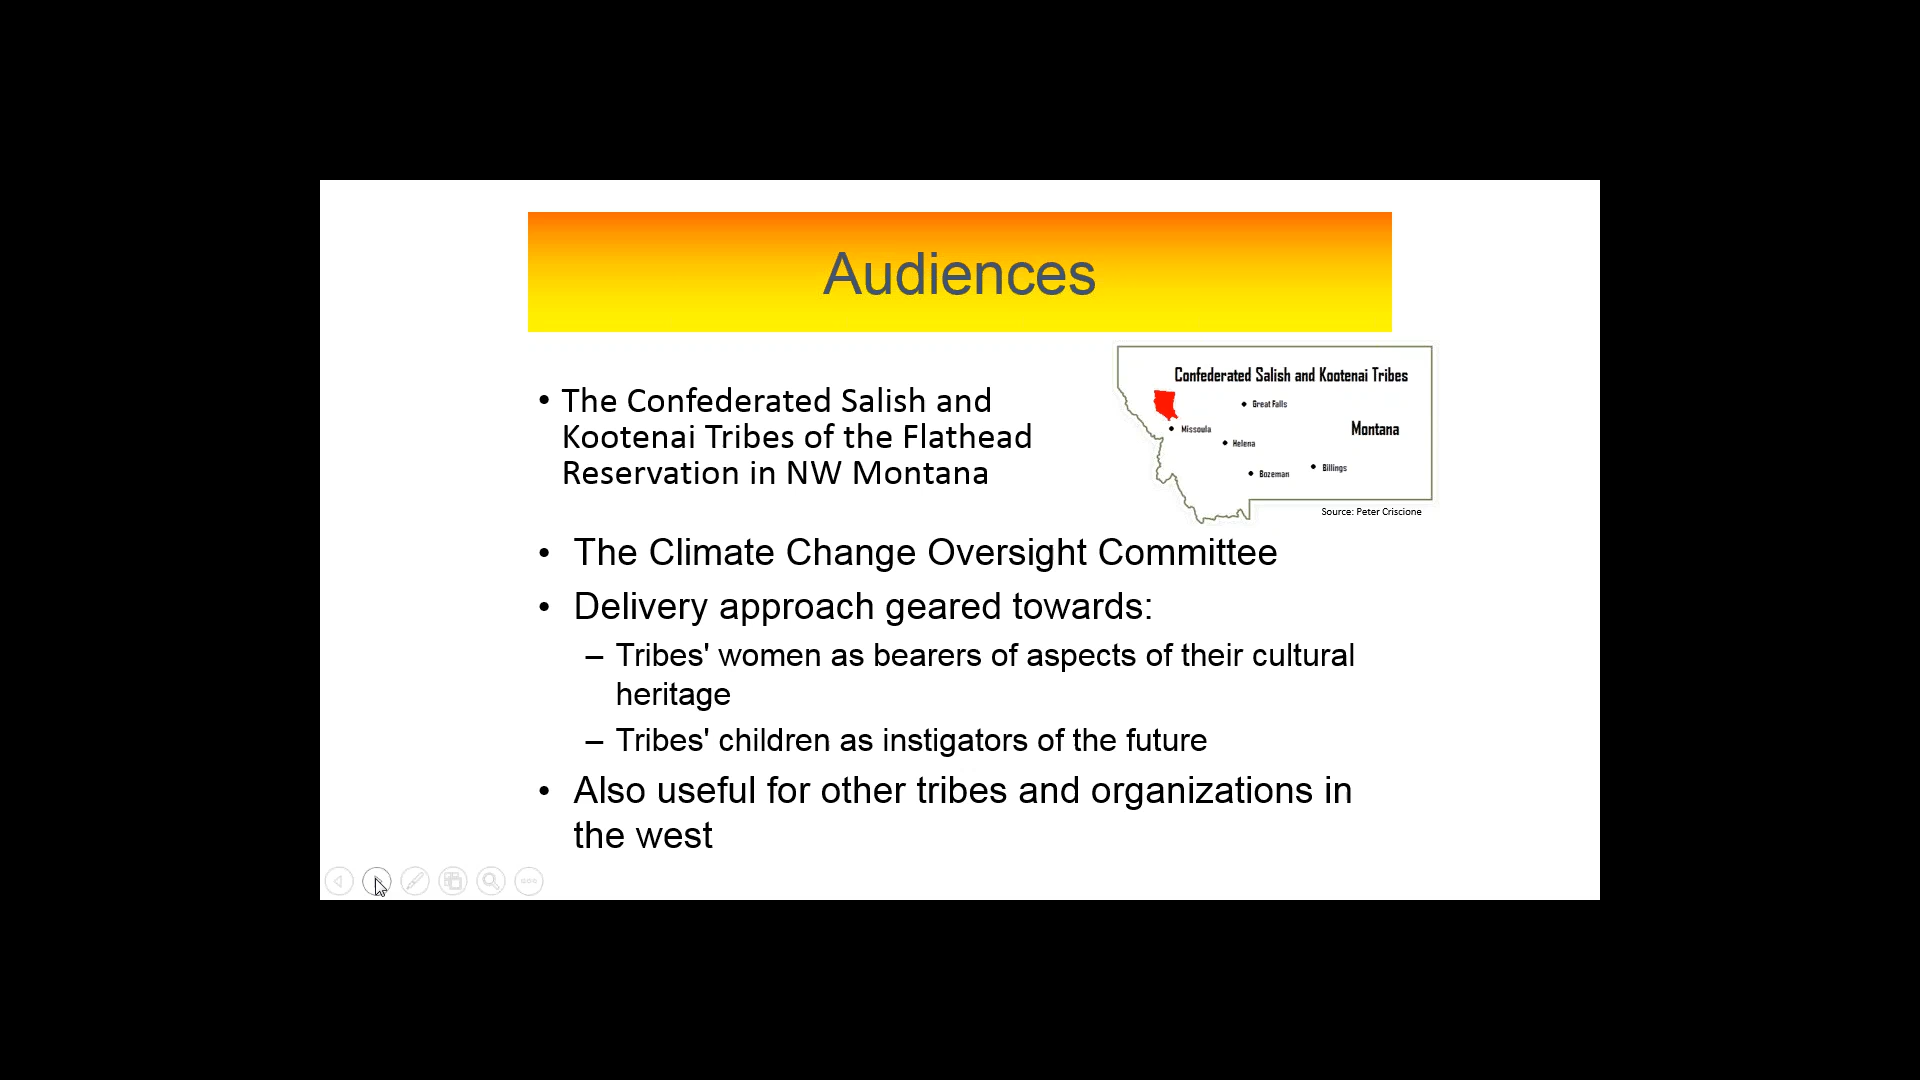 Audiences
• The Confederated Salish and
Kootenai Tribes of the Flathead
Reservation in NW Montana
Confederated Salish and Kootenai Tribes
Great Falls
Missoula
Montana
Helena
Bozeman
Billings
Source: Peter Criscione
• The Climate Change Oversight Committee
• Delivery approach geared towards:
– Tribes' women as bearers of aspects of their cultural
heritage
– Tribes' children as instigators of the future
• Also useful for other tribes and organizations in
the west